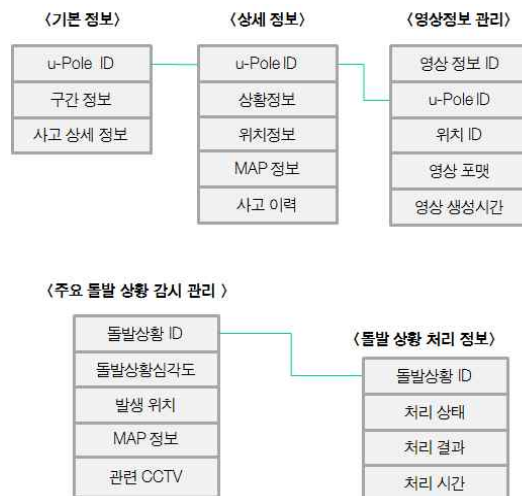 〈기본 정보〉
u-Pole ID
구간 정보
사고 상세 정보
〈상세 정보〉
u-Pole ID
상황정보
위치정보
MAP 정보
사고 이력
〈영상정보 관리〉
영상 정보 ID
u-Pole ID
위치 ID
영상 포맷
영상 생성시간
〈주요 돌발 상황 감시 관리 〉
돌발상황 ID
돌발상황심각도
발생 위치
MAP 정보
관련 CCTV
〈돌발 상황 처리 정보〉
돌발상황 ID
처리 상태
처리 결과
처리 시간